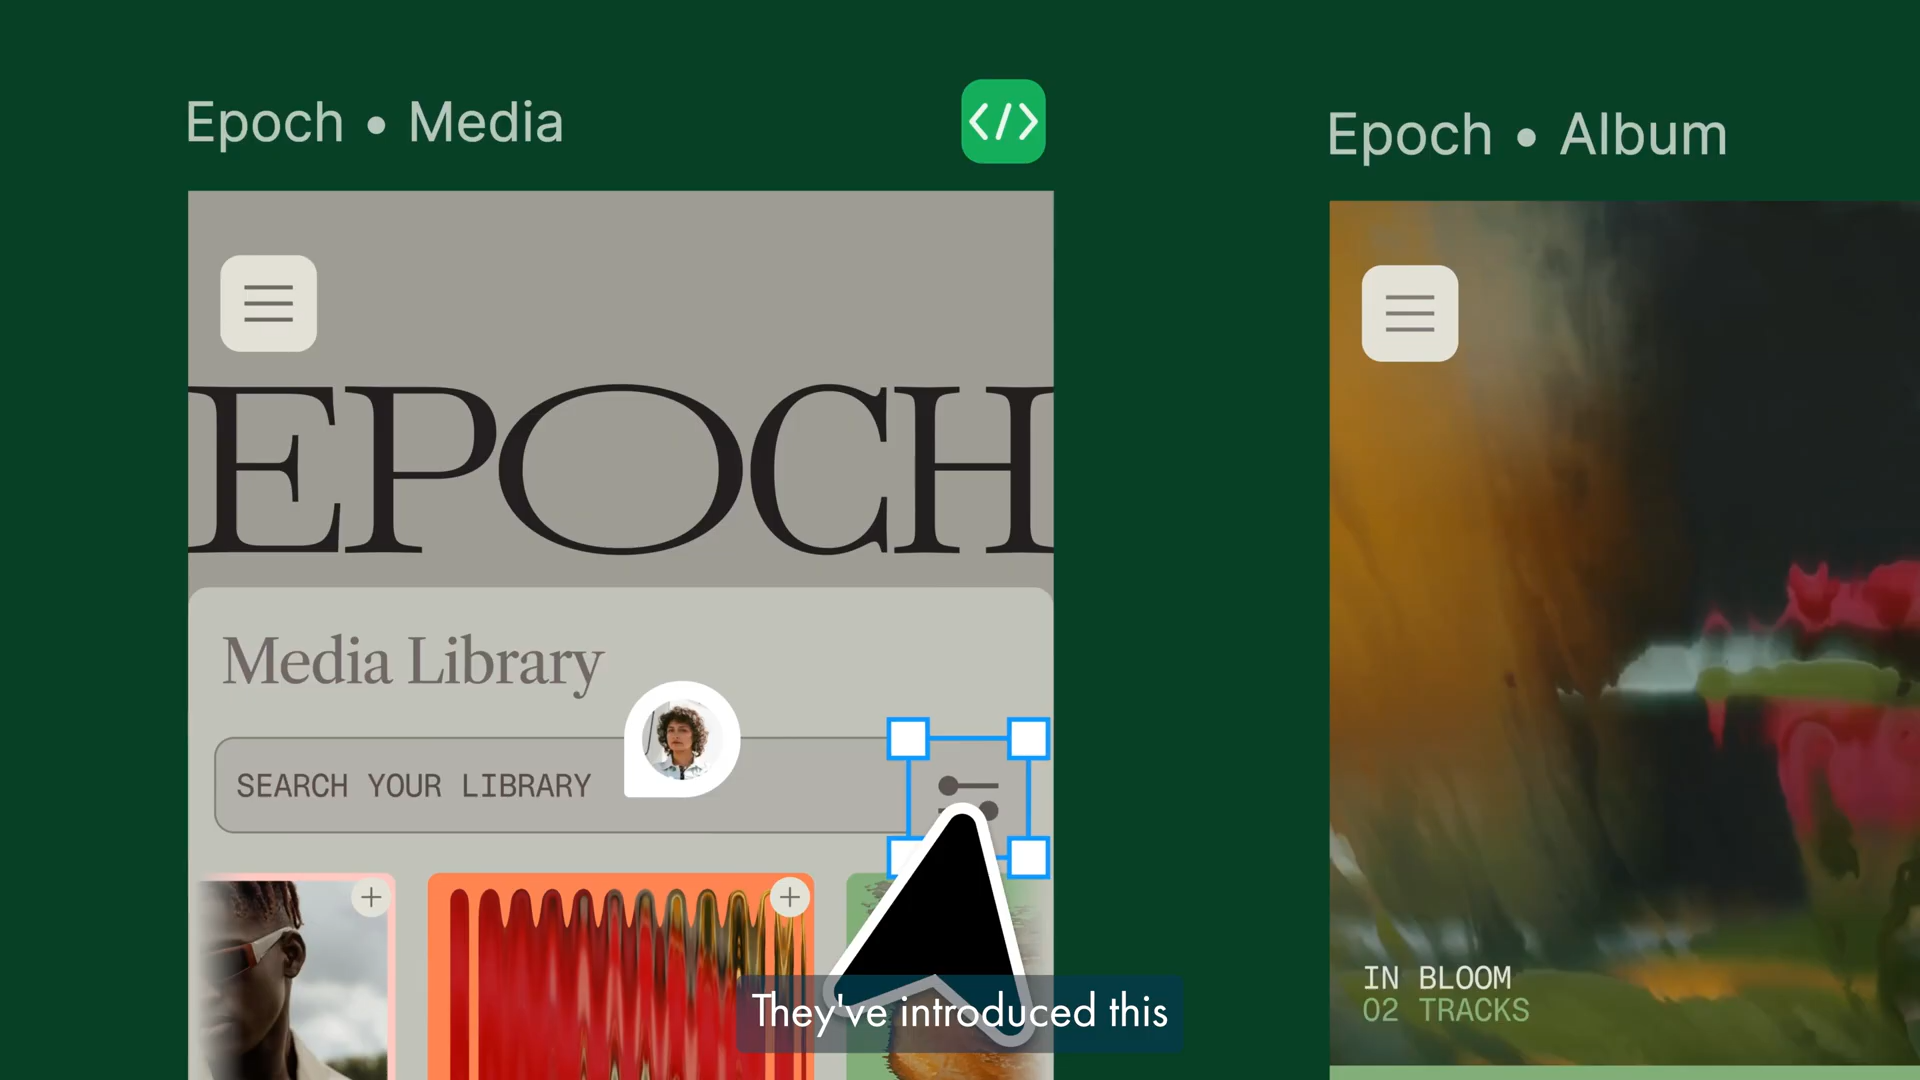 Epoch • Media
</>
Epoch • Album
EPOCH
Media Library
SEARCH YOUR LIBRARY
IN BLOOM
02 TRACKS
They've introduced this